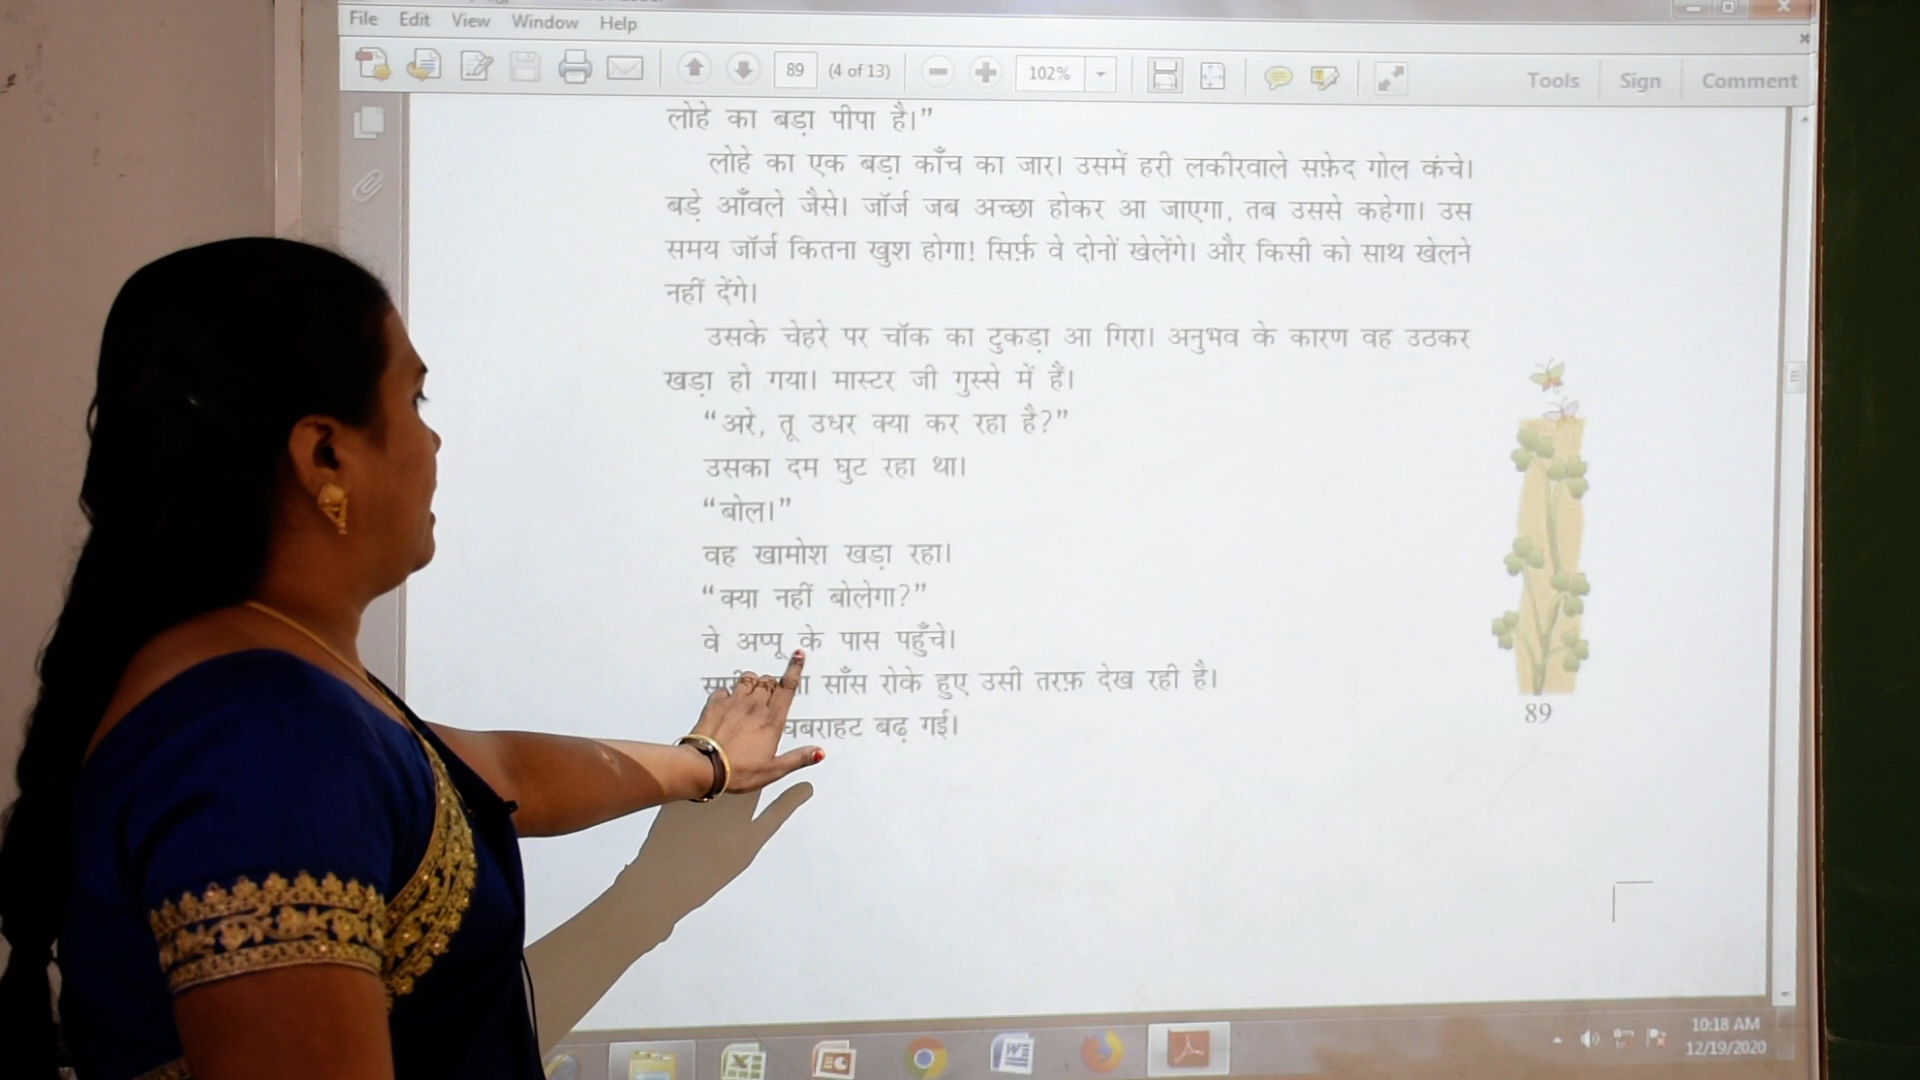 File Edit View Window Help
89 (4 of 13) 102% Tools Sign Comment
लोहे का बड़ा पीपा है।”
लोहे का एक बड़ा काँच का जार। उसमें हरी लकीरवाले सफ़ेद गोल कंचे।
बड़े आँवले जैसे। जॉर्ज जब अच्छा होकर आ जाएगा, तब उससे कहेगा। उस
समय जॉर्ज कितना खुश होगा! सिर्फ़ वे दोनों खेलेंगे। और किसी को साथ खेलने
नहीं देंगे।
उसके चेहरे पर चॉक का टुकड़ा आ गिरा। अनुभव के कारण वह उठकर
खड़ा हो गया। मास्टर जी गुस्से में हैं।
“अरे, तू उधर क्या कर रहा है?”
उसका दम घुट रहा था।
“बोल।”
वह खामोश खड़ा रहा।
“क्या नहीं बोलेगा?”
वे अप्पू के पास पहुँचे।
साँस रोके हुए उसी तरफ़ देख रही है।
घबराहट बढ़ गई।
89
10:18 AM
12/19/2020